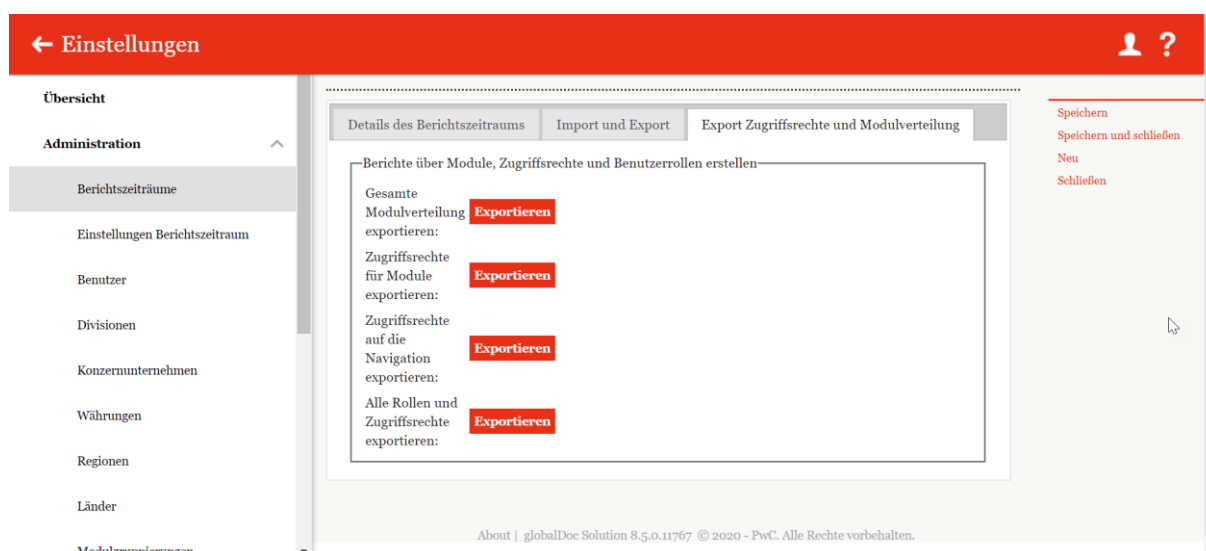 ← Einstellungen
?
Übersicht
Administration
Berichtszeiträume
Einstellungen Berichtszeitraum
Benutzer
Divisionen
Konzernunternehmen
Währungen
Regionen
Länder
Modulgruppierungen
Details des Berichtszeitraums
Import und Export
Export Zugriffsrechte und Modulverteilung
Berichte über Module, Zugriffsrechte und Benutzerrollen erstellen
Gesamte
Modulverteilung
exportieren:
Exportieren
Zugriffsrechte
für Module
exportieren:
Exportieren
Zugriffsrechte
auf die
Navigation
exportieren:
Exportieren
Alle Rollen und
Zugriffsrechte
exportieren:
Exportieren
Speichern
Speichern und schließen
Neu
Schließen
About | globalDoc Solution 8.5.0.11767 © 2020 - PwC. Alle Rechte vorbehalten.